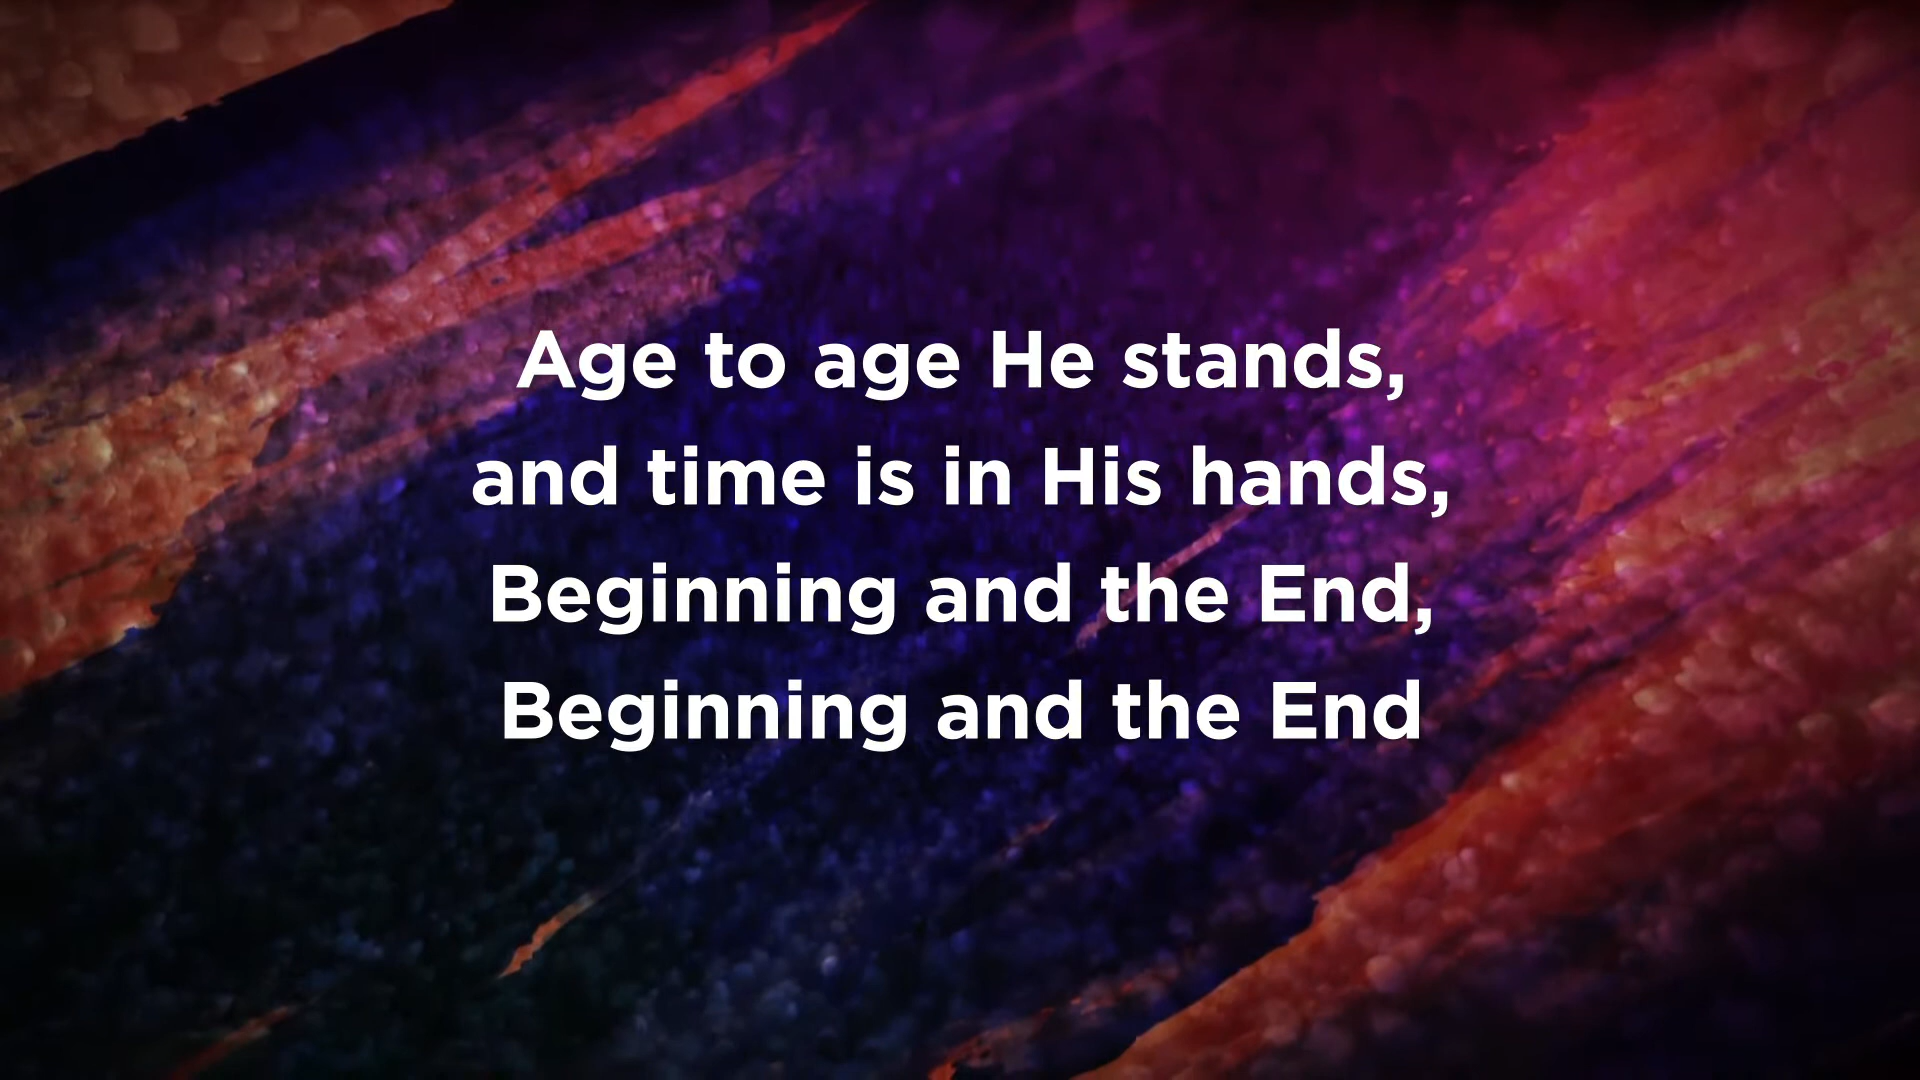 Age to age He stands,
and time is in His hands,
Beginning and the End,
Beginning and the End